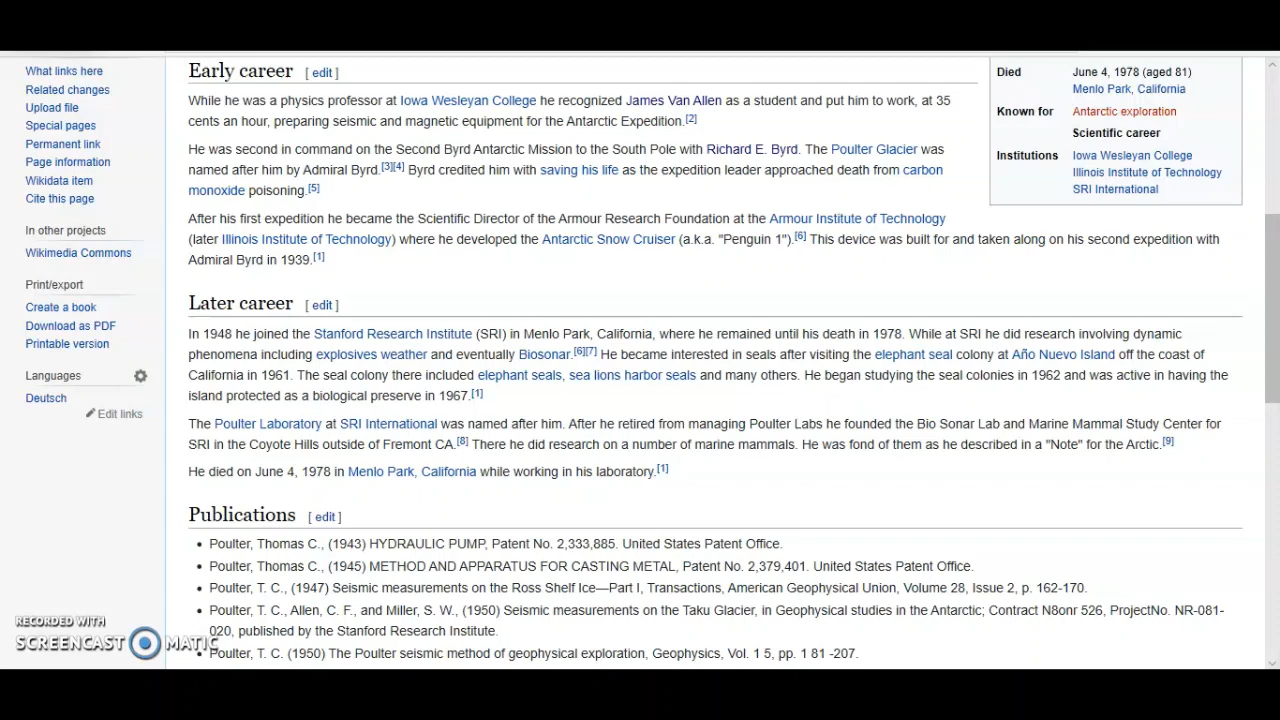 What links here
Related changes
Upload file
Special pages
Permanent link
Page information
Wikidata item
Cite this page
In other projects
Wikimedia Commons
Print/export
Create a book
Download as PDF
Printable version
Languages
Deutsch
Edit links
Early career [ edit ]
While he was a physics professor at Iowa Wesleyan College he recognized James Van Allen as a student and put him to work, at 35
cents an hour, preparing seismic and magnetic equipment for the Antarctic Expedition.[2]
He was second in command on the Second Byrd Antarctic Mission to the South Pole with Richard E. Byrd. The Poulter Glacier was
named after him by Admiral Byrd.[3][4] Byrd credited him with saving his life as the expedition leader approached death from carbon
monoxide poisoning.[5]
After his first expedition he became the Scientific Director of the Armour Research Foundation at the Armour Institute of Technology
(later Illinois Institute of Technology) where he developed the Antarctic Snow Cruiser (a.k.a. "Penguin 1").[6] This device was built for and taken along on his second expedition with
Admiral Byrd in 1939.[1]
Died June 4, 1978 (aged 81)
Menlo Park, California
Known for Antarctic exploration
Scientific career
Institutions Iowa Wesleyan College
Illinois Institute of Technology
SRI International
Later career [ edit ]
In 1948 he joined the Stanford Research Institute (SRI) in Menlo Park, California, where he remained until his death in 1978. While at SRI he did research involving dynamic
phenomena including explosives weather and eventually Biosonar.[6][7] He became interested in seals after visiting the elephant seal colony at Año Nuevo Island off the coast of
California in 1961. The seal colony there included elephant seals, sea lions harbor seals and many others. He began studying the seal colonies in 1962 and was active in having the
island protected as a biological preserve in 1967.[1]
The Poulter Laboratory at SRI International was named after him. After he retired from managing Poulter Labs he founded the Bio Sonar Lab and Marine Mammal Study Center for
SRI in the Coyote Hills outside of Fremont CA.[8] There he did research on a number of marine mammals. He was fond of them as he described in a "Note" for the Arctic.[9]
He died on June 4, 1978 in Menlo Park, California while working in his laboratory.[1]
Publications [ edit ]
• Poulter, Thomas C., (1943) HYDRAULIC PUMP, Patent No. 2,333,885. United States Patent Office.
• Poulter, Thomas C., (1945) METHOD AND APPARATUS FOR CASTING METAL, Patent No. 2,379,401. United States Patent Office.
• Poulter, T. C., (1947) Seismic measurements on the Ross Shelf Ice—Part I, Transactions, American Geophysical Union, Volume 28, Issue 2, p. 162-170.
• Poulter, T. C., Allen, C. F., and Miller, S. W., (1950) Seismic measurements on the Taku Glacier, in Geophysical studies in the Antarctic; Contract N8onr 526, ProjectNo. NR-081-
020, published by the Stanford Research Institute.
• Poulter, T. C. (1950) The Poulter seismic method of geophysical exploration, Geophysics, Vol. 1 5, pp. 1 81 -207.
RECORDED WITH
SCREENCAST MATIC